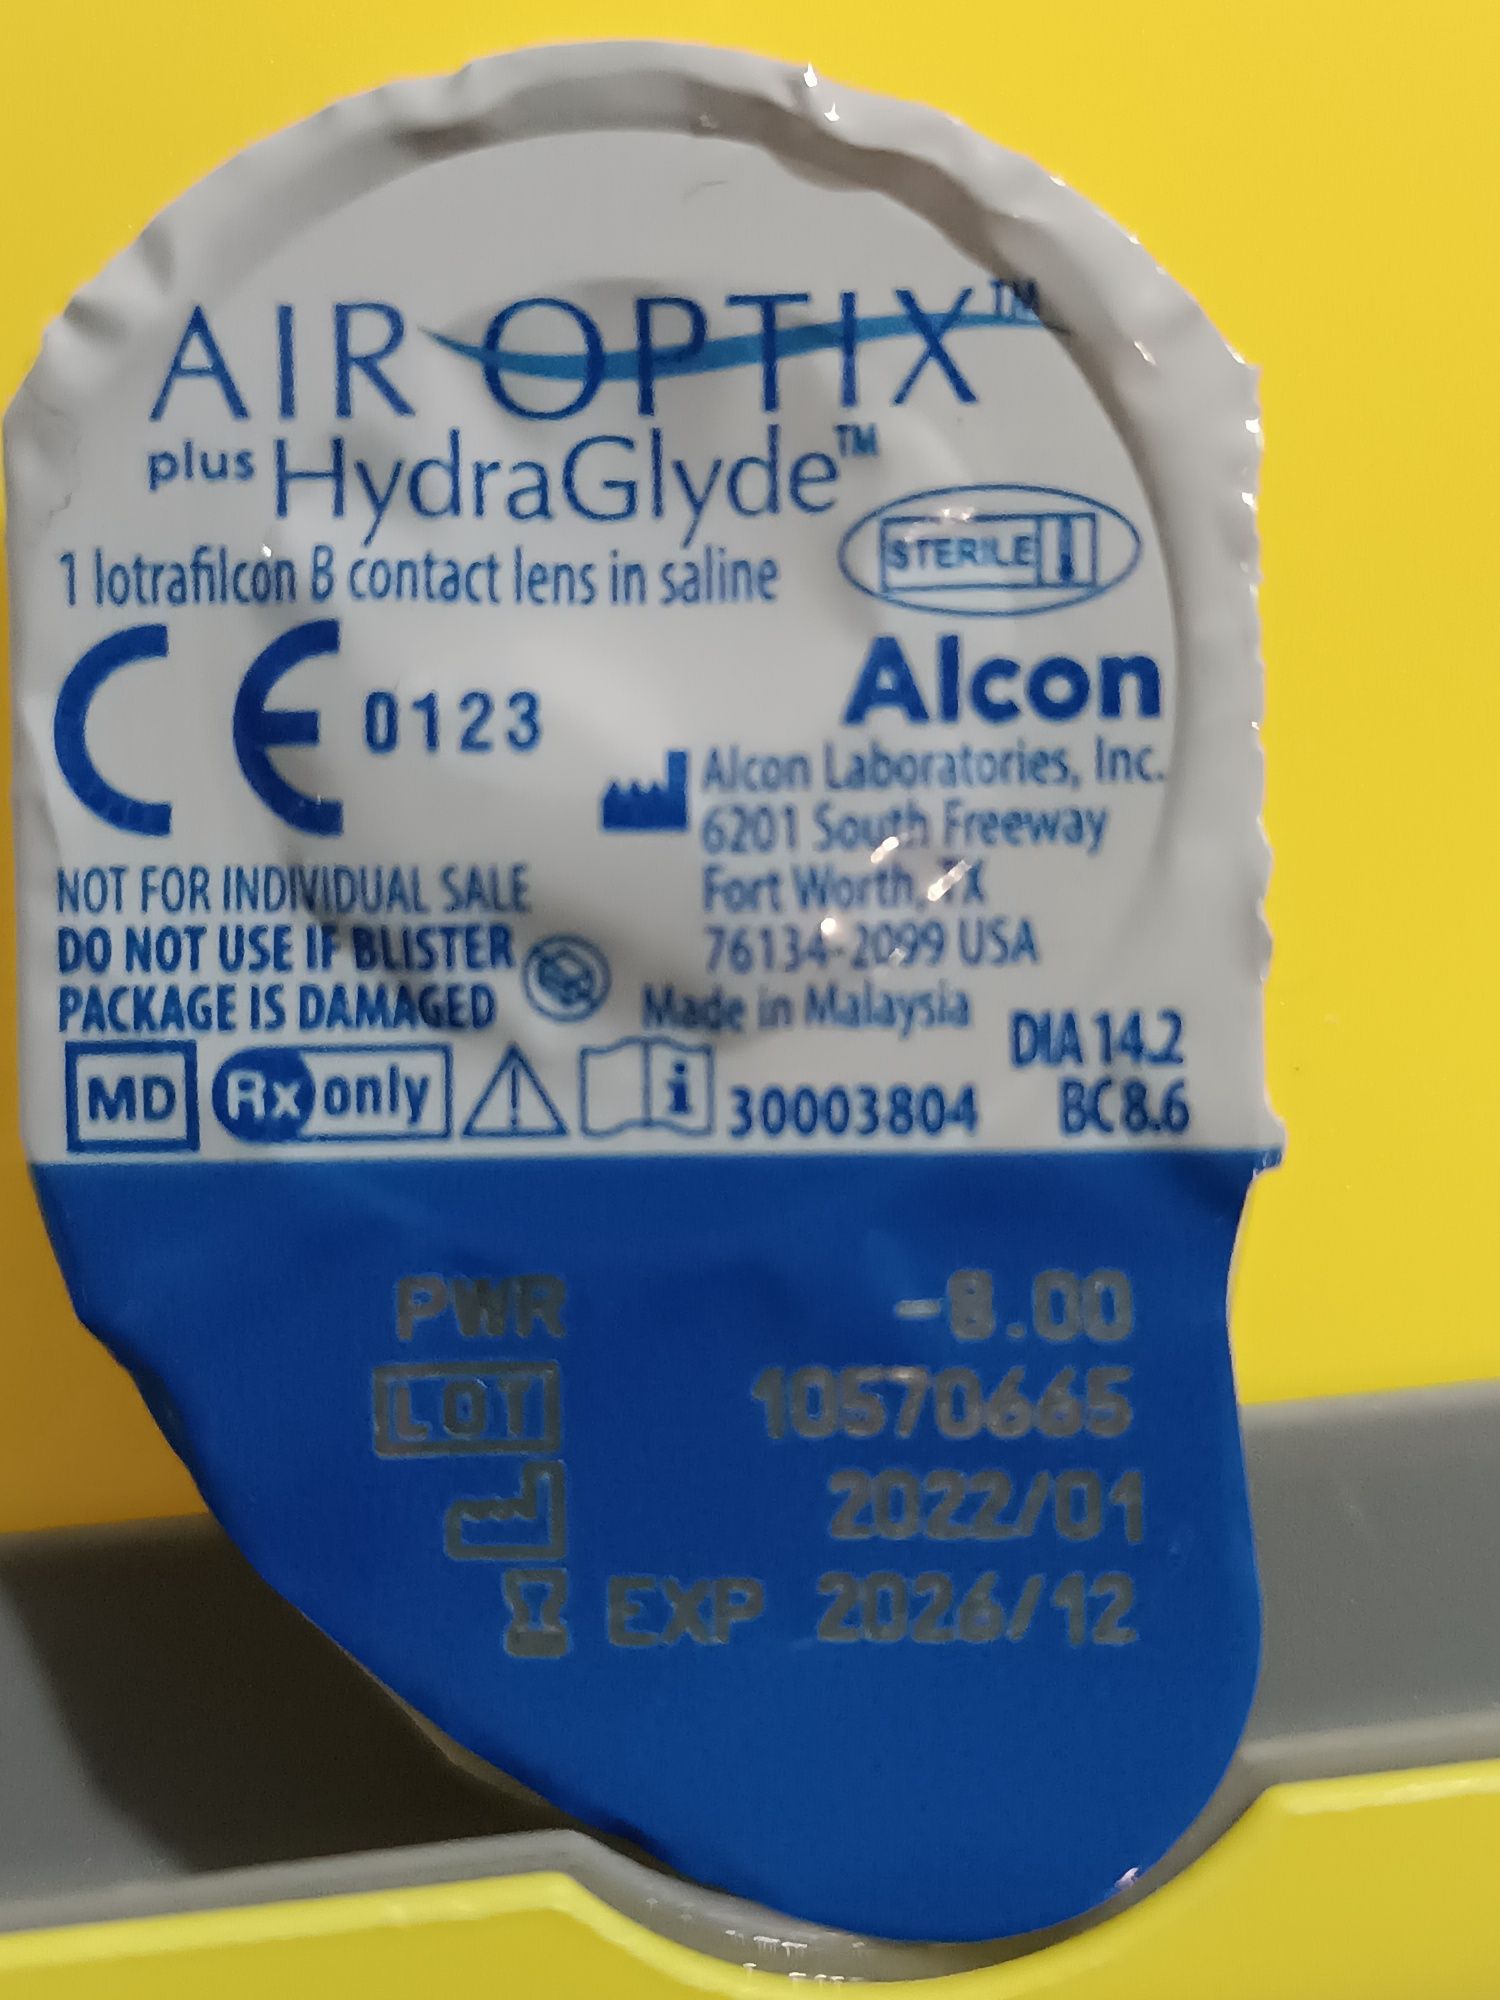 AIR OPTIX™
plus HydraGlyde™
1 lotrafilcon B contact lens in saline
STERILE
CE 0123
Alcon
Alcon Laboratories, Inc.
6201 South Freeway
Fort Worth, TX
76134-2099 USA
Made in Malaysia
NOT FOR INDIVIDUAL SALE
DO NOT USE IF BLISTER
PACKAGE IS DAMAGED
DIA 14.2
BC 8.6
MD Rx only 30003804
PWR -8.00
LOT 10570665
2022/01
EXP 2026/12